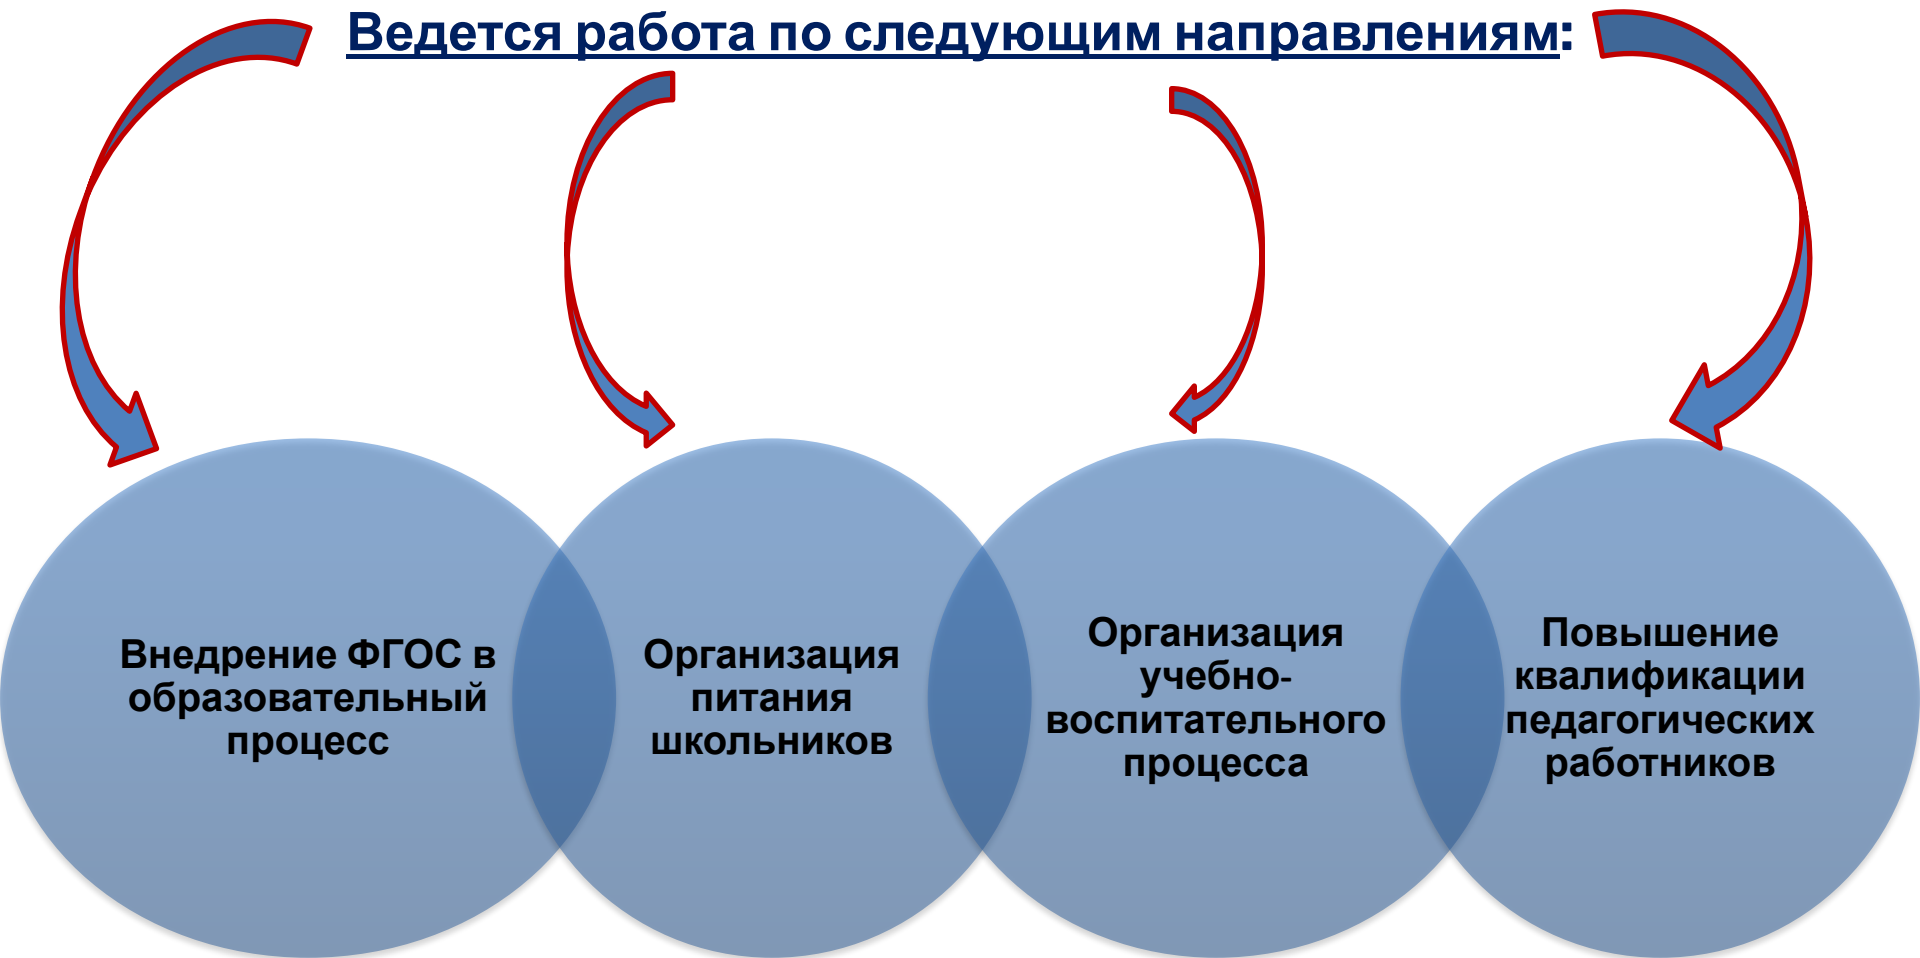 Ведется работа по следующим направлениям:
Внедрение ФГОС в
образовательный
процесс
Организация
питания
школьников
Организация
учебно-
воспитательного
процесса
Повышение
квалификации
педагогических
работников